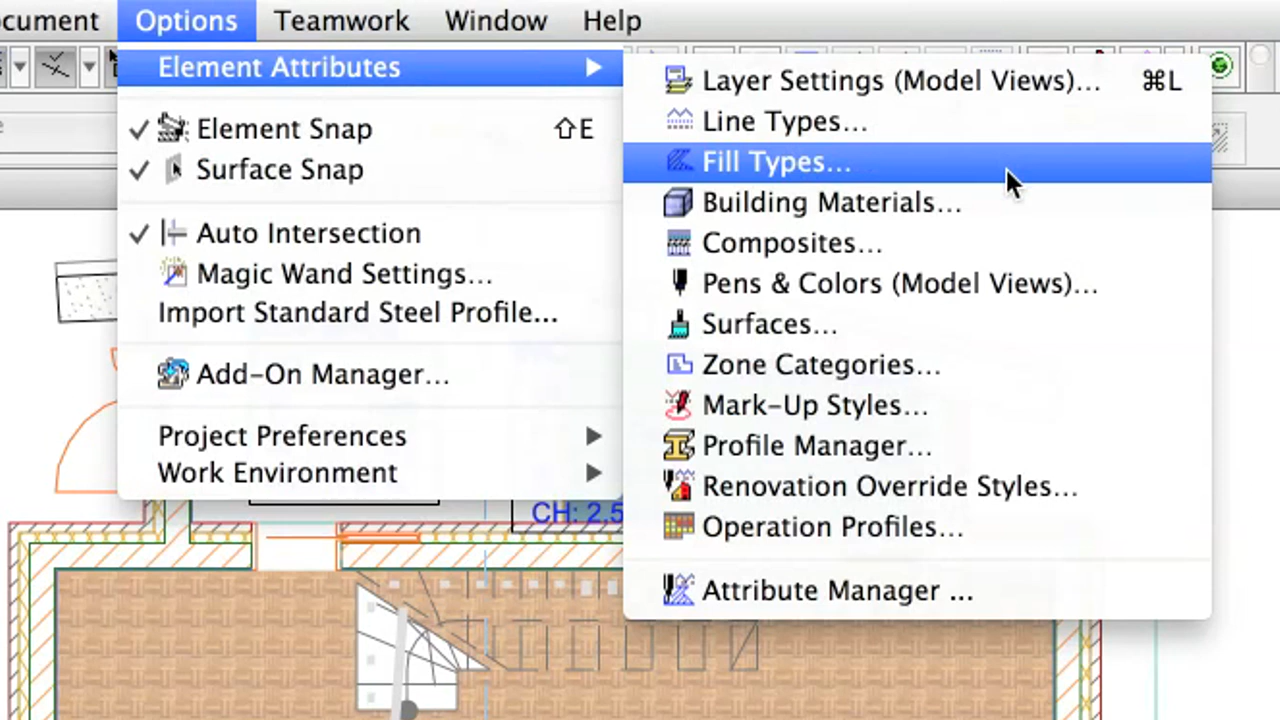 ocument Options Teamwork Window Help
Element Attributes
Element Snap ⇧E
Surface Snap
Auto Intersection
Magic Wand Settings...
Import Standard Steel Profile...
Add-On Manager...
Project Preferences
Work Environment
Layer Settings (Model Views)... ⌘L
Line Types...
Fill Types...
Building Materials...
Composites...
Pens & Colors (Model Views)...
Surfaces...
Zone Categories...
Mark-Up Styles...
Profile Manager...
Renovation Override Styles...
Operation Profiles...
Attribute Manager ...
CH: 2.5